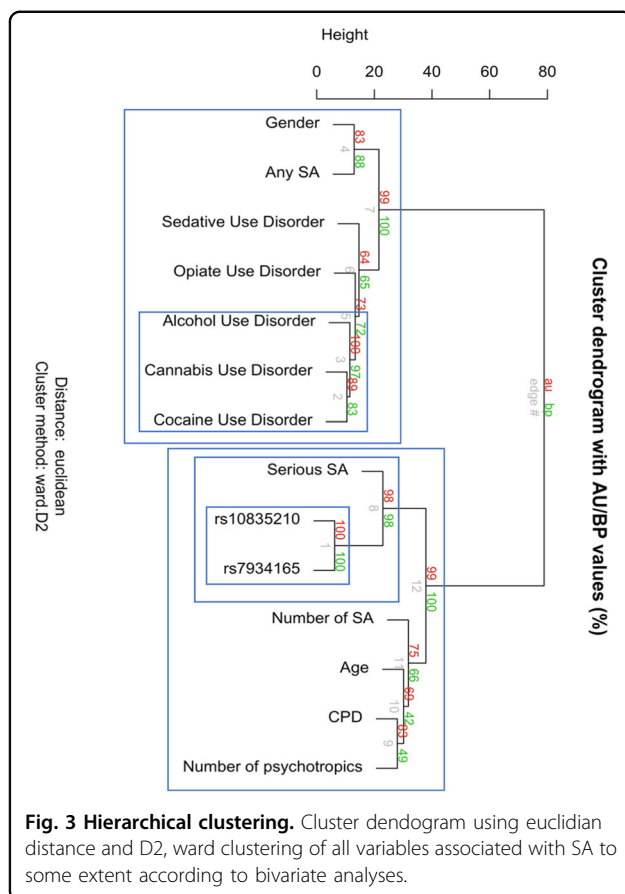 Height
0 20 40 60 80
Cluster dendrogram with AU/BP values (%)
au bp
edge #
Gender
83 88
4
Any SA
99 100
7
Sedative Use Disorder
64 65
6
Opiate Use Disorder
73 72
5
Alcohol Use Disorder
100 97
3
Cannabis Use Disorder
89 83
2
Cocaine Use Disorder
Serious SA
98 98
8
rs10835210
100 100
1
rs7934165
99 100
12
Number of SA
75 66
11
Age
69 42
10
CPD
83 49
9
Number of psychotropics
Distance: euclidean
Cluster method: ward.D2
Fig. 3 Hierarchical clustering. Cluster dendogram using euclidian
distance and D2, ward clustering of all variables associated with SA to
some extent according to bivariate analyses.